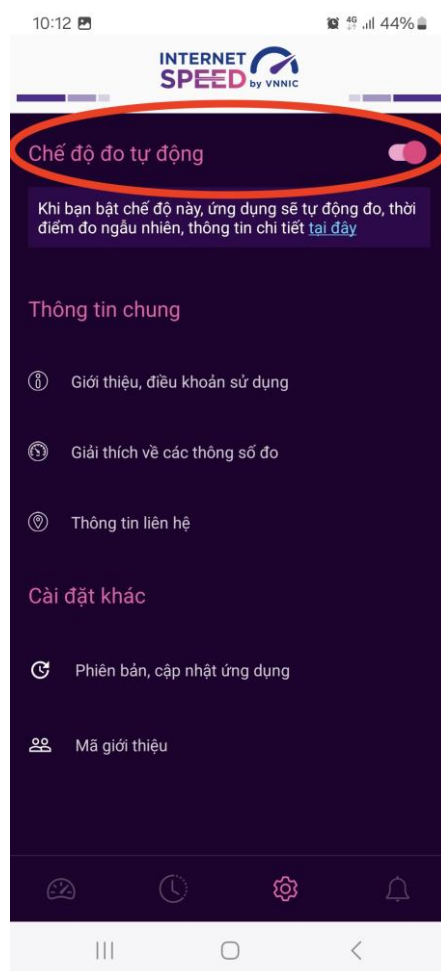 10:12
4G
44%
INTERNET
SPEED by VNNIC
Chế độ đo tự động
Khi bạn bật chế độ này, ứng dụng sẽ tự động đo, thời
điểm đo ngẫu nhiên, thông tin chi tiết tại đây
Thông tin chung
Giới thiệu, điều khoản sử dụng
Giải thích về các thông số đo
Thông tin liên hệ
Cài đặt khác
Phiên bản, cập nhật ứng dụng
Mã giới thiệu